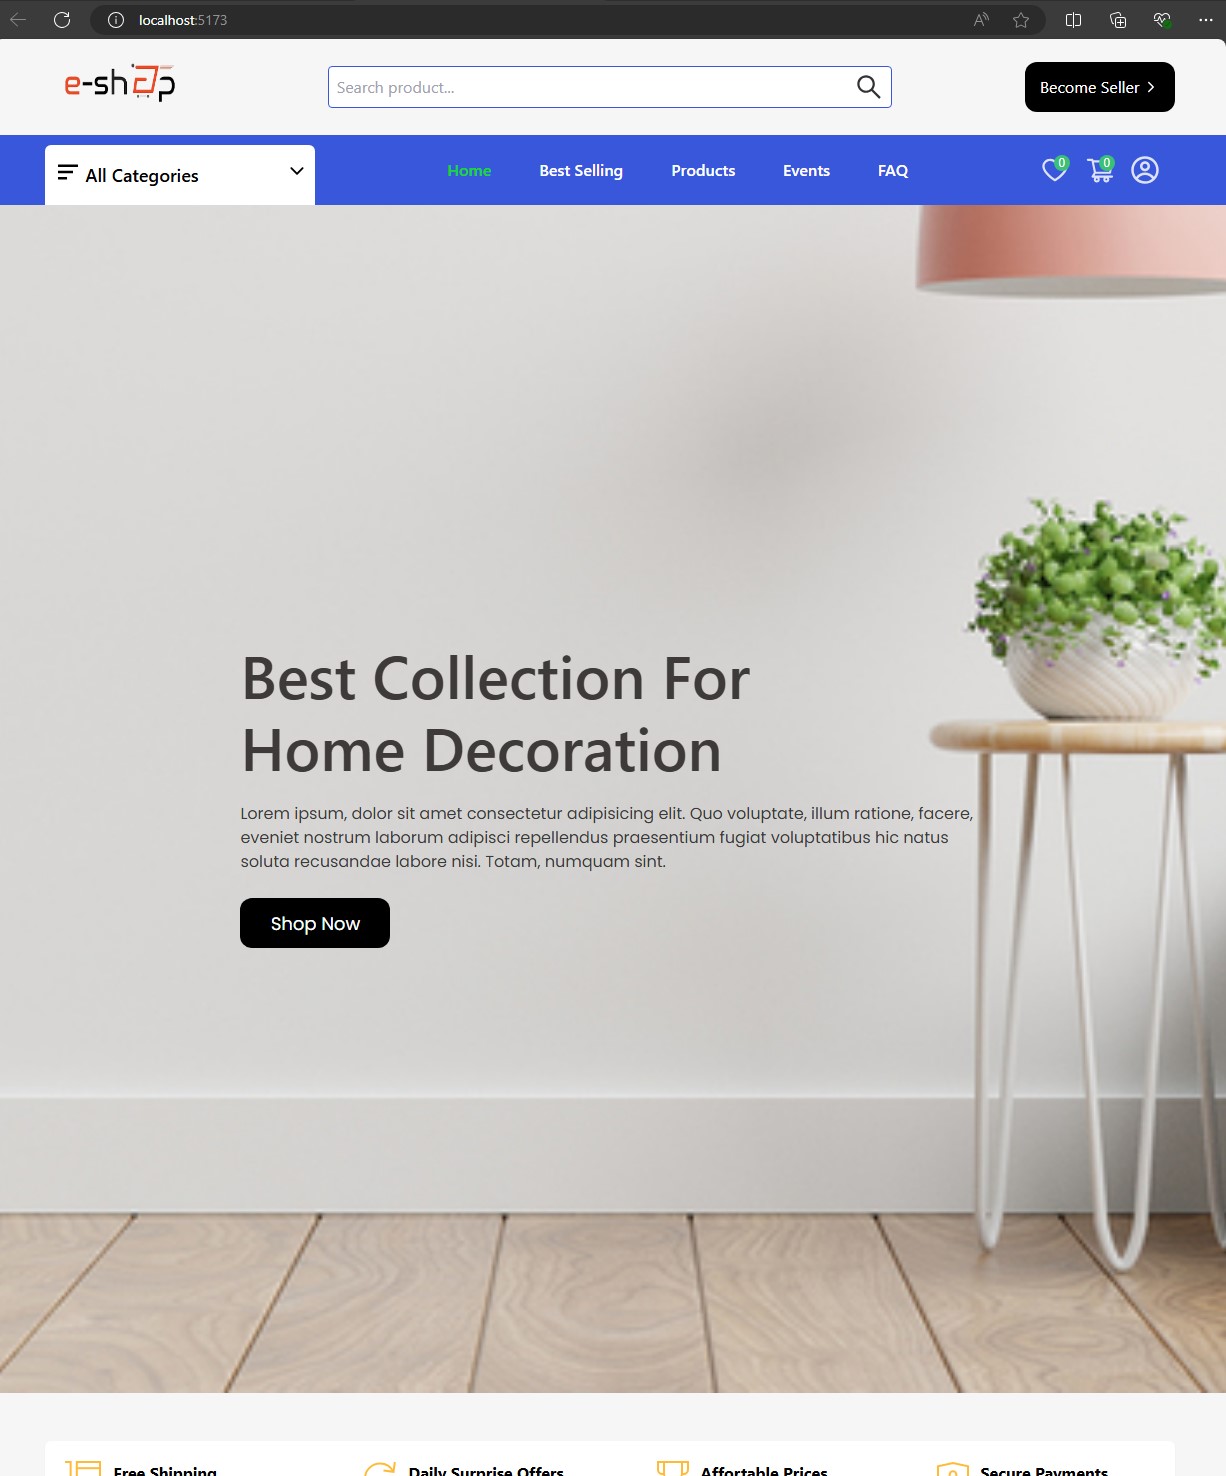 localhost:5173
e-shop
Search product...
Become Seller
All Categories
Home
Best Selling
Products
Events
FAQ
0
0
Best Collection For
Home Decoration
Lorem ipsum, dolor sit amet consectetur adipisicing elit. Quo voluptate, illum ratione, facere,
eveniet nostrum laborum adipisci repellendus praesentium fugiat voluptatibus hic natus
soluta recusandae labore nisi. Totam, numquam sint.
Shop Now
Free Shipping
Daily Surprise Offers
Affortable Prices
Secure Payments